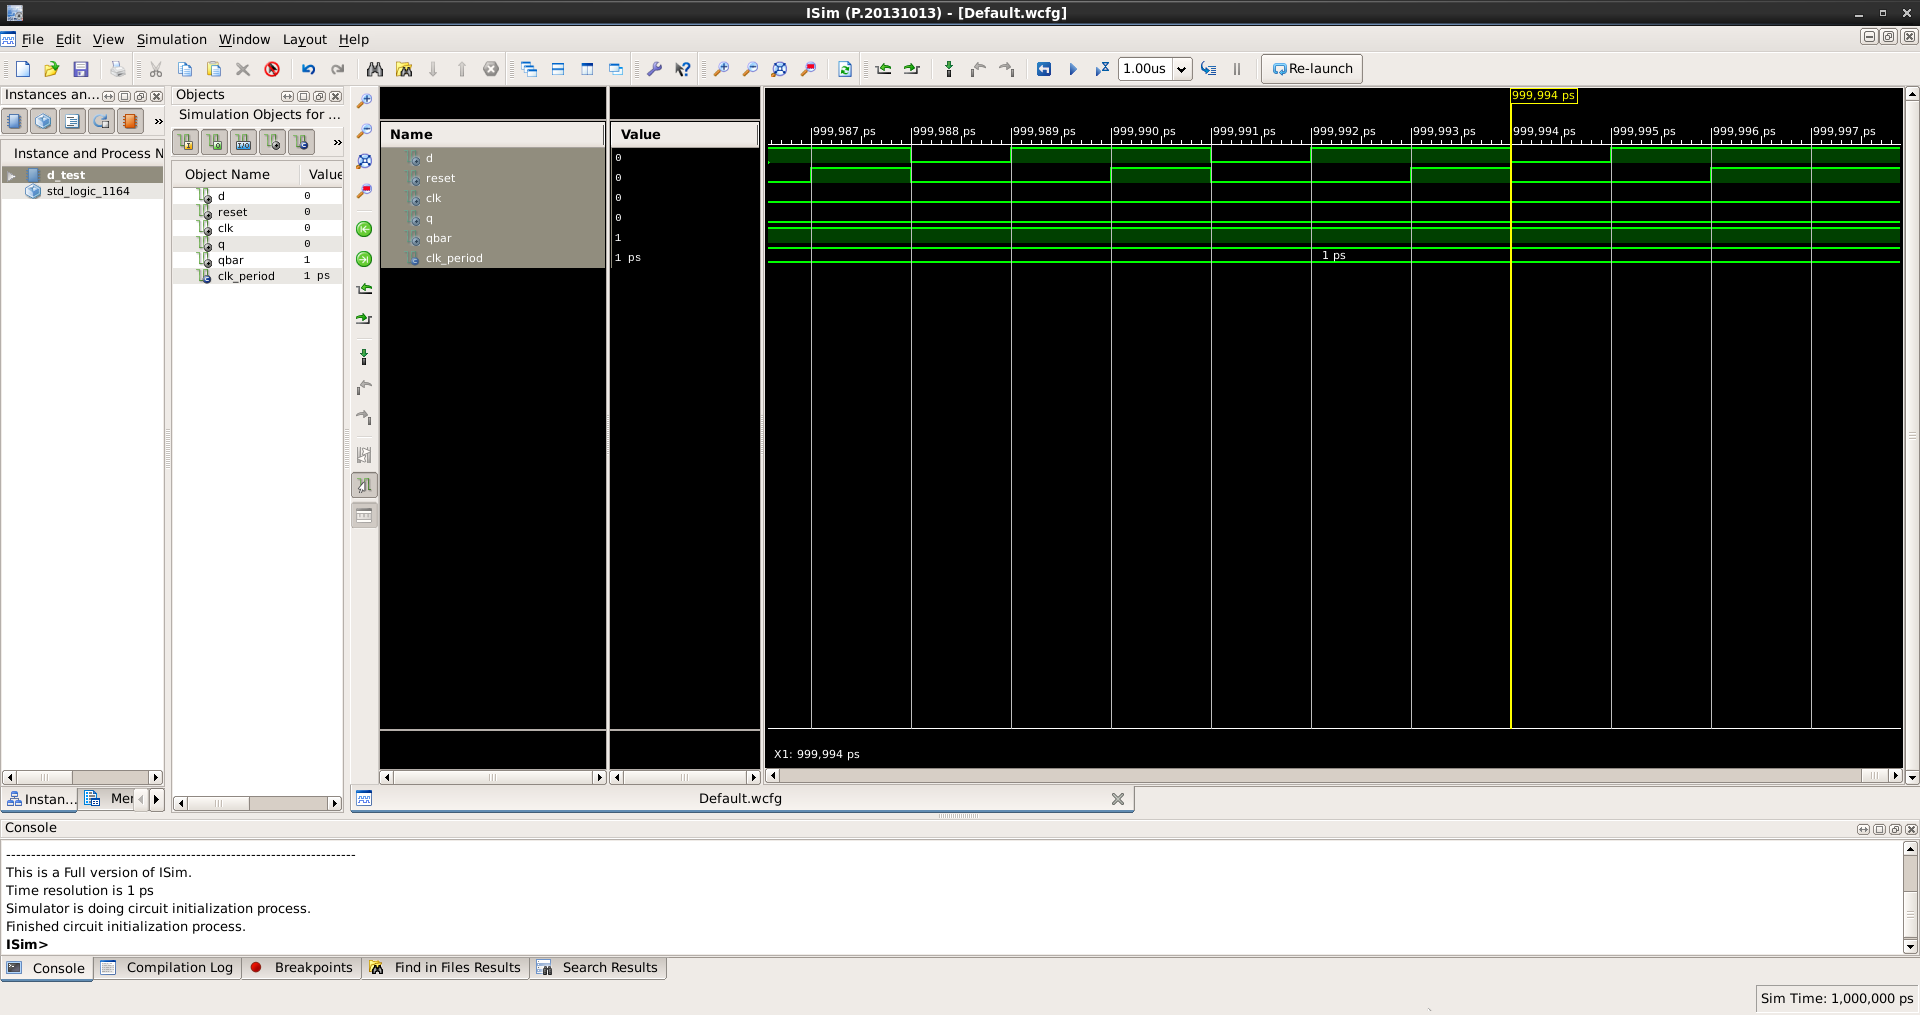 ISim (P.20131013) - [Default.wcfg]
File Edit View Simulation Window Layout Help
1.00us Re-launch
Instances an...
Instance and Process N
d_test
std_logic_1164
Instan...
Objects
Simulation Objects for ...
Object Name Value
d 0
reset 0
clk 0
q 0
qbar 1
clk_period 1 ps
Name Value
d 0
reset 0
clk 0
q 0
qbar 1
clk_period 1 ps
999,994 ps
999,987 ps 999,988 ps 999,989 ps 999,990 ps 999,991 ps 999,992 ps 999,993 ps 999,994 ps 999,995 ps 999,996 ps 999,997 ps
1 ps
X1: 999,994 ps
Default.wcfg
Console
This is a Full version of ISim.
Time resolution is 1 ps
Simulator is doing circuit initialization process.
Finished circuit initialization process.
ISim>
Console Compilation Log Breakpoints Find in Files Results Search Results
Sim Time: 1,000,000 ps